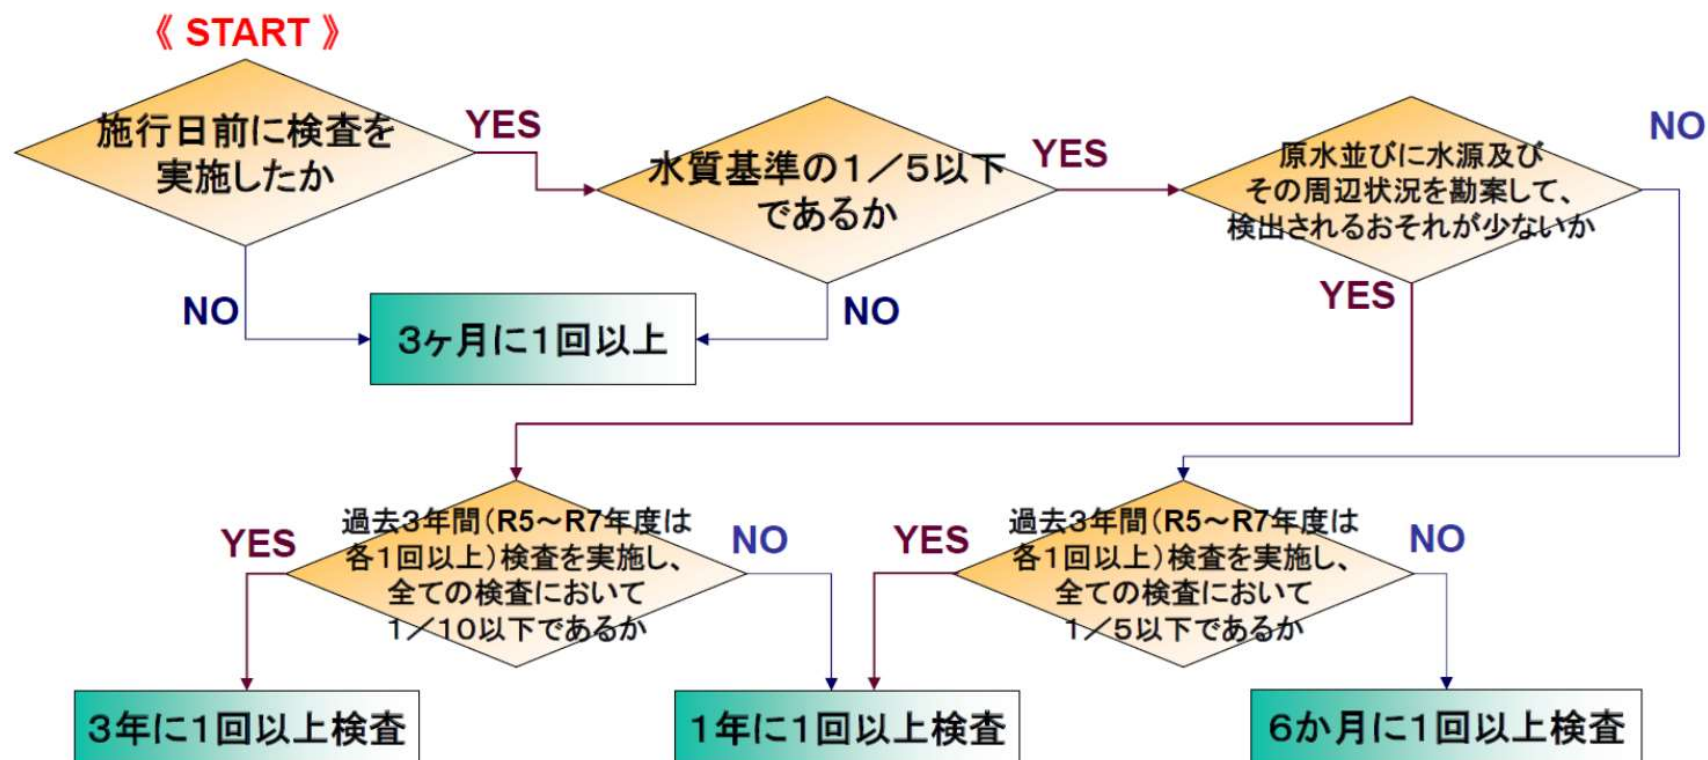 《 START 》
施行日前に検査を
実施したか
YES
NO
水質基準の1/5以下
であるか
YES
NO
原水並びに水源及び
その周辺状況を勘案して、
検出されるおそれが少ないか
NO
YES
3ヶ月に1回以上
過去3年間(R5~R7年度は
各1回以上)検査を実施し、
全ての検査において
1/10以下であるか
YES
NO
過去3年間(R5~R7年度は
各1回以上)検査を実施し、
全ての検査において
1/5以下であるか
YES
NO
3年に1回以上検査
1年に1回以上検査
6か月に1回以上検査